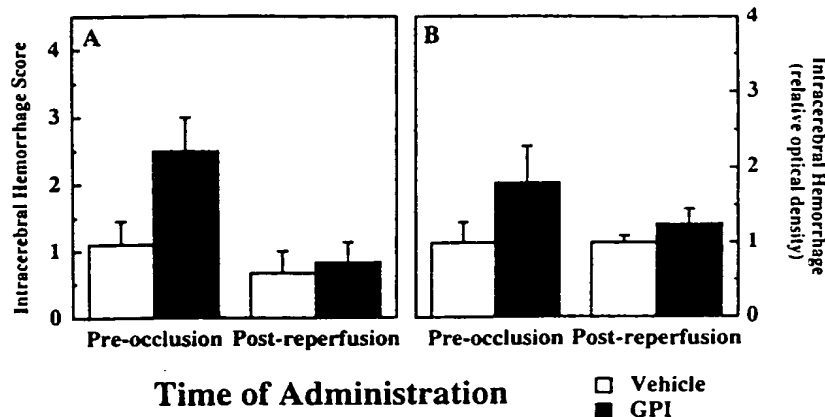 A
B
Intracerebral Hemorrhage Score
4
3
2
1
0
4
3
2
1
0
Intracerebral Hemorrhage
(relative optical density)
Pre-occlusion Post-reperfusion
Pre-occlusion Post-reperfusion
Time of Administration
Vehicle
GPI